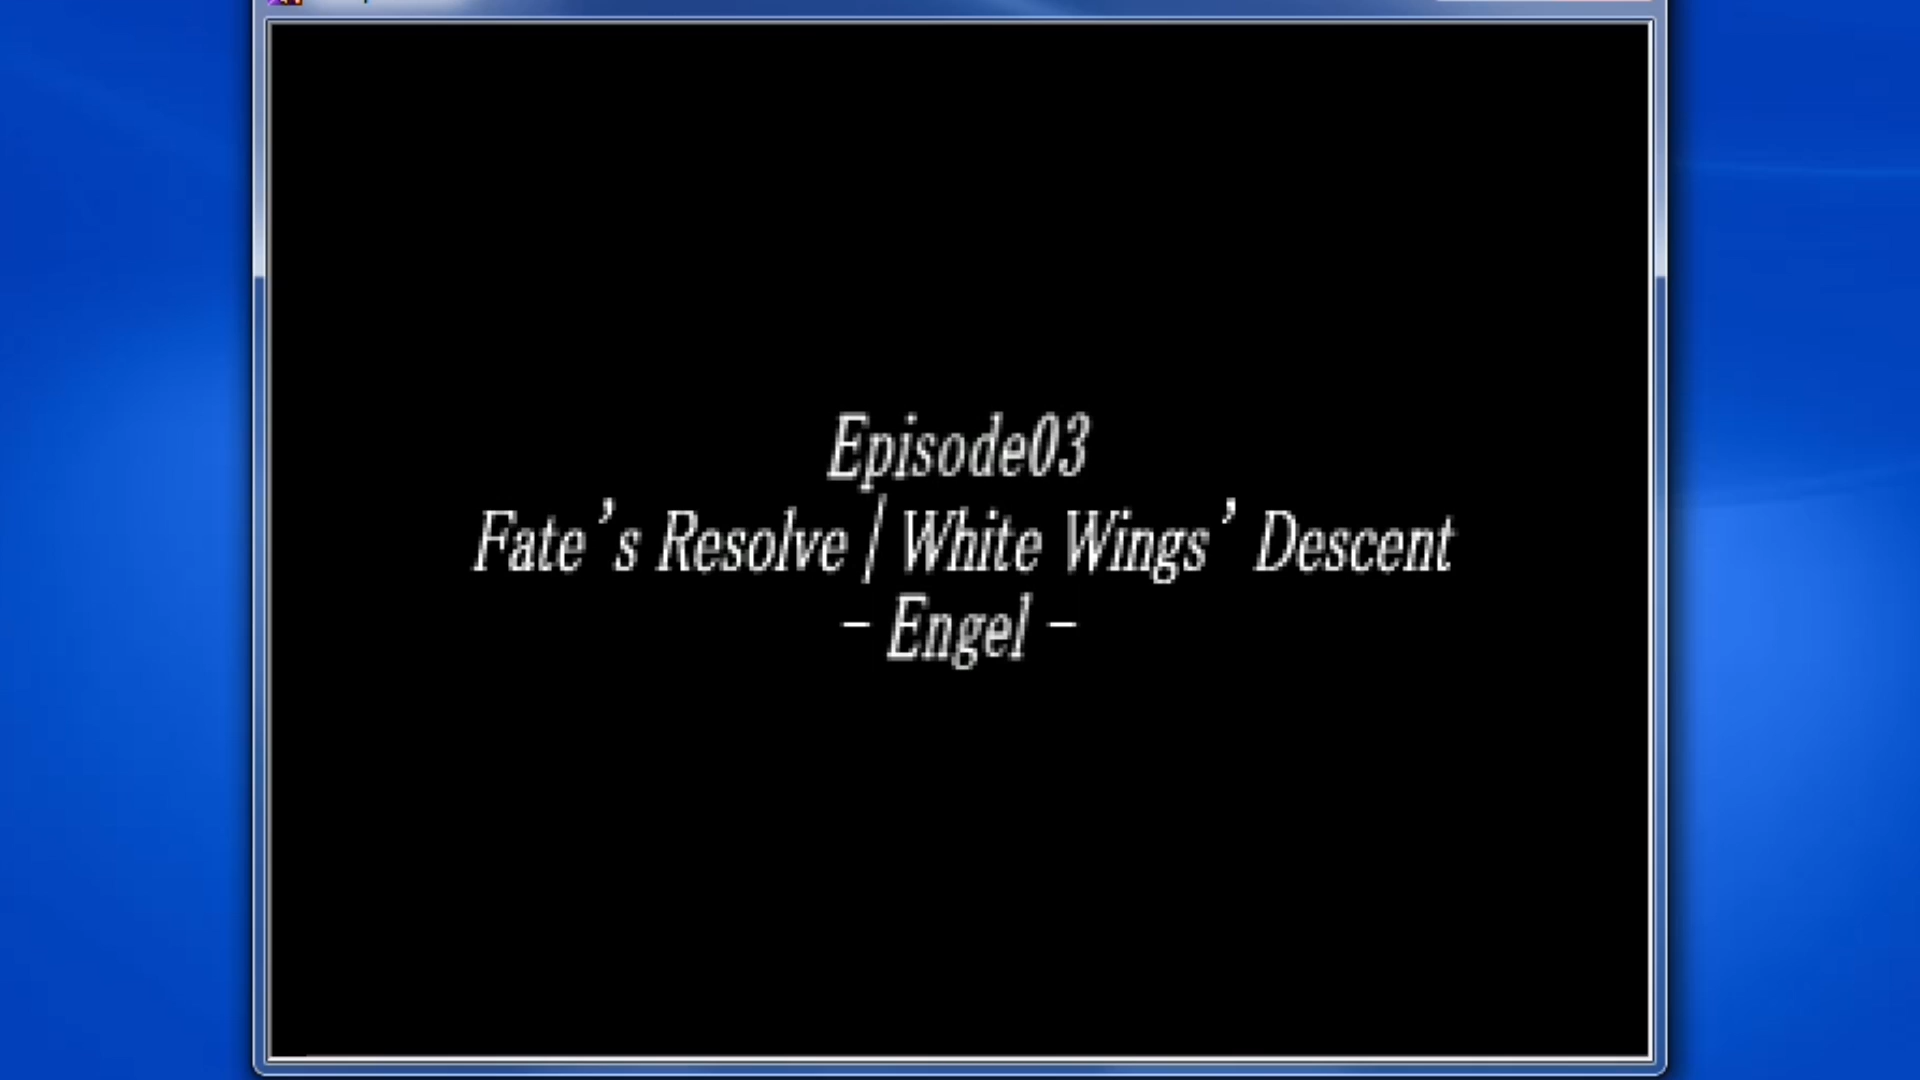 Episode03
Fate’s Resolve / White Wings’ Descent
- Engel -